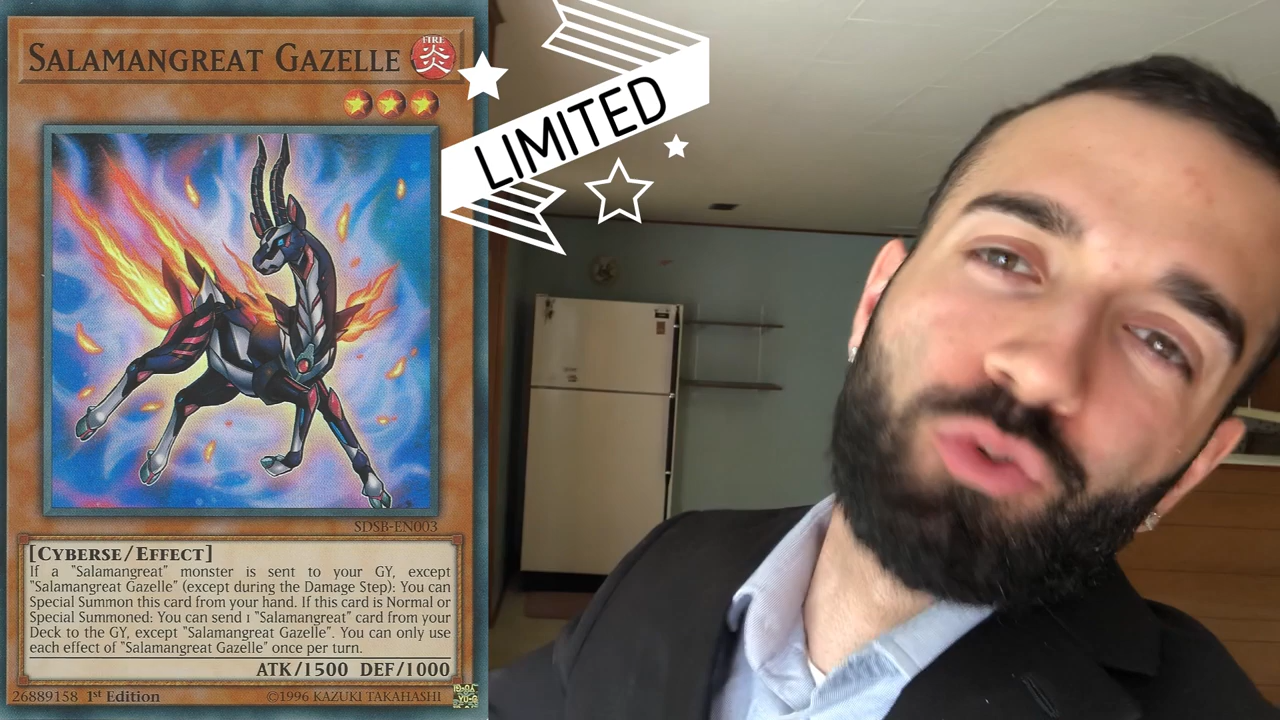 SALAMANGREAT GAZELLE
FIRE
炎
LIMITED
SDSB-EN003
[CYBERSE/EFFECT]
If a "Salamangreat" monster is sent to your GY, except
"Salamangreat Gazelle" (except during the Damage Step): You can
Special Summon this card from your hand. If this card is Normal or
Special Summoned: You can send 1 "Salamangreat" card from your
Deck to the GY, except "Salamangreat Gazelle". You can only use
each effect of "Salamangreat Gazelle" once per turn.
ATK/1500 DEF/1000
26889158 1st Edition
©1996 KAZUKI TAKAHASHI